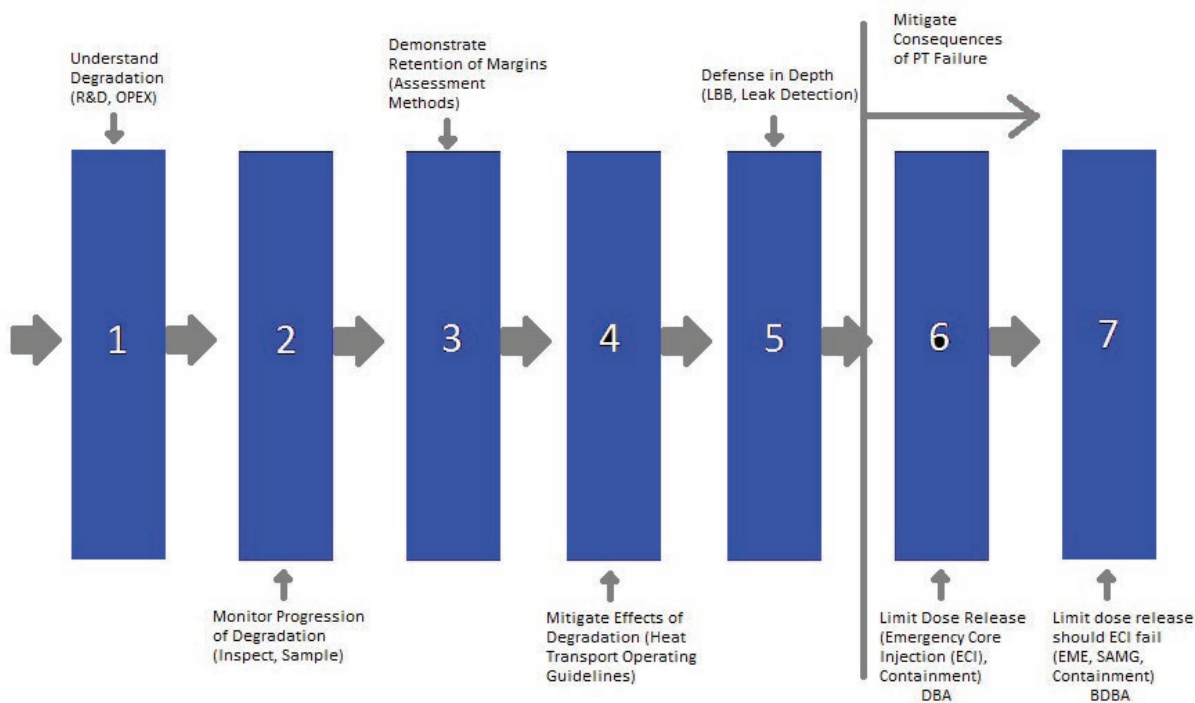 Understand
Degradation
(R&D, OPEX)
Demonstrate
Retention of Margins
(Assessment
Methods)
Defense in Depth
(LBB, Leak Detection)
Mitigate
Consequences
of PT Failure
1
2
3
4
5
6
7
Monitor Progression
of Degradation
(Inspect, Sample)
Mitigate Effects of
Degradation (Heat
Transport Operating
Guidelines)
Limit Dose Release
(Emergency Core
Injection (ECI),
Containment)
DBA
Limit dose release
should ECI fail
(EME, SAMG,
Containment)
BDBA